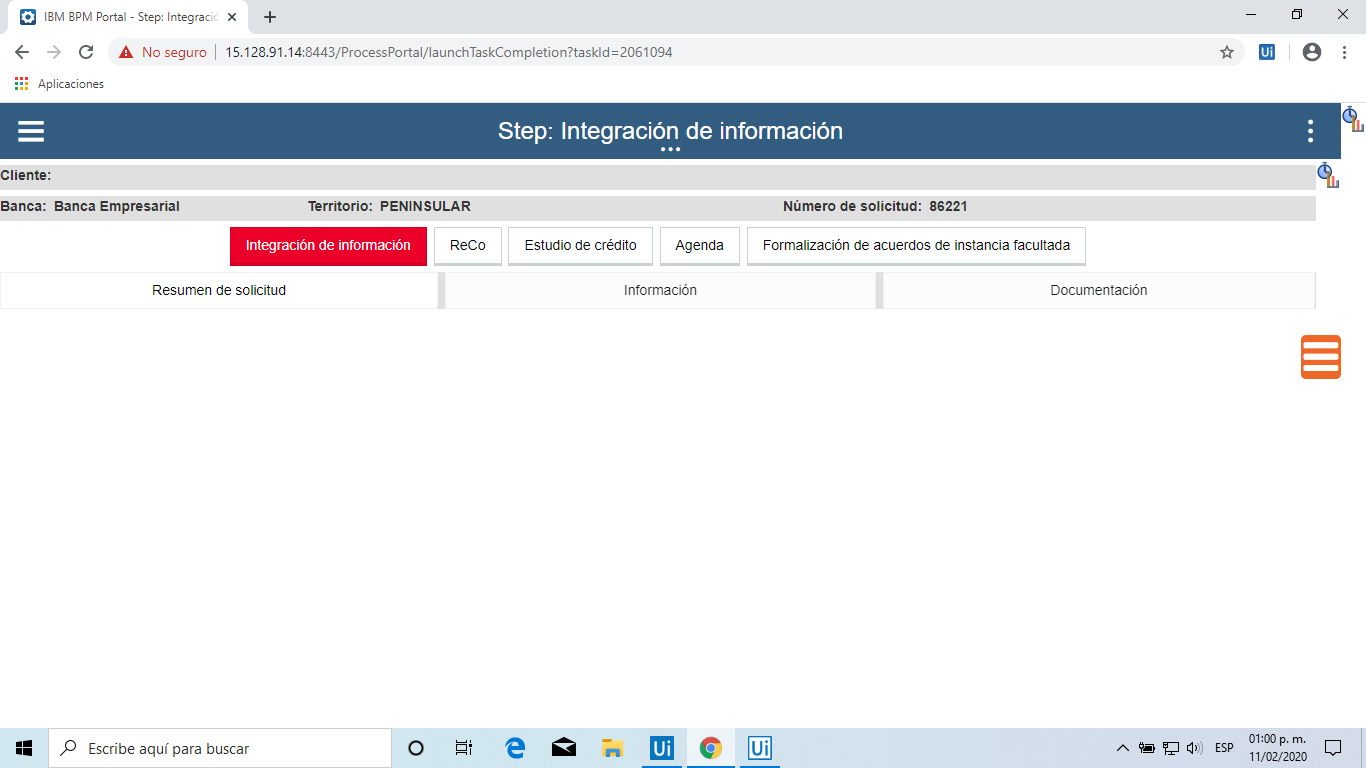 IBM BPM Portal - Step: Integració
No seguro
15.128.91.14:8443/ProcessPortal/launchTaskCompletion?taskId=2061094
Ui
Aplicaciones
Step: Integración de información
Cliente:
Banca: Banca Empresarial Territorio: PENINSULAR Número de solicitud: 86221
Integración de información ReCo Estudio de crédito Agenda Formalización de acuerdos de instancia facultada
Resumen de solicitud Información Documentación
Escribe aquí para buscar
Ui
Ui
ESP
01:00 p. m.
11/02/2020